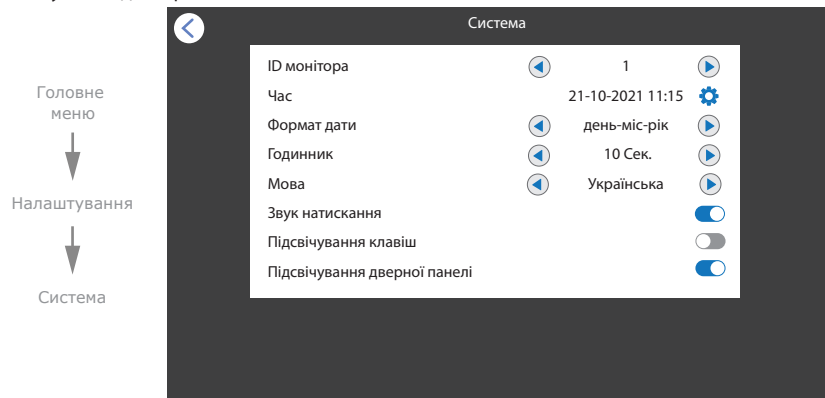 Система
Головне
меню
Налаштування
Система
ID монітора 1
Час 21-10-2021 11:15
Формат дати день-міс-рік
Годинник 10 Сек.
Мова Українська
Звук натискання
Підсвічування клавіш
Підсвічування дверної панелі